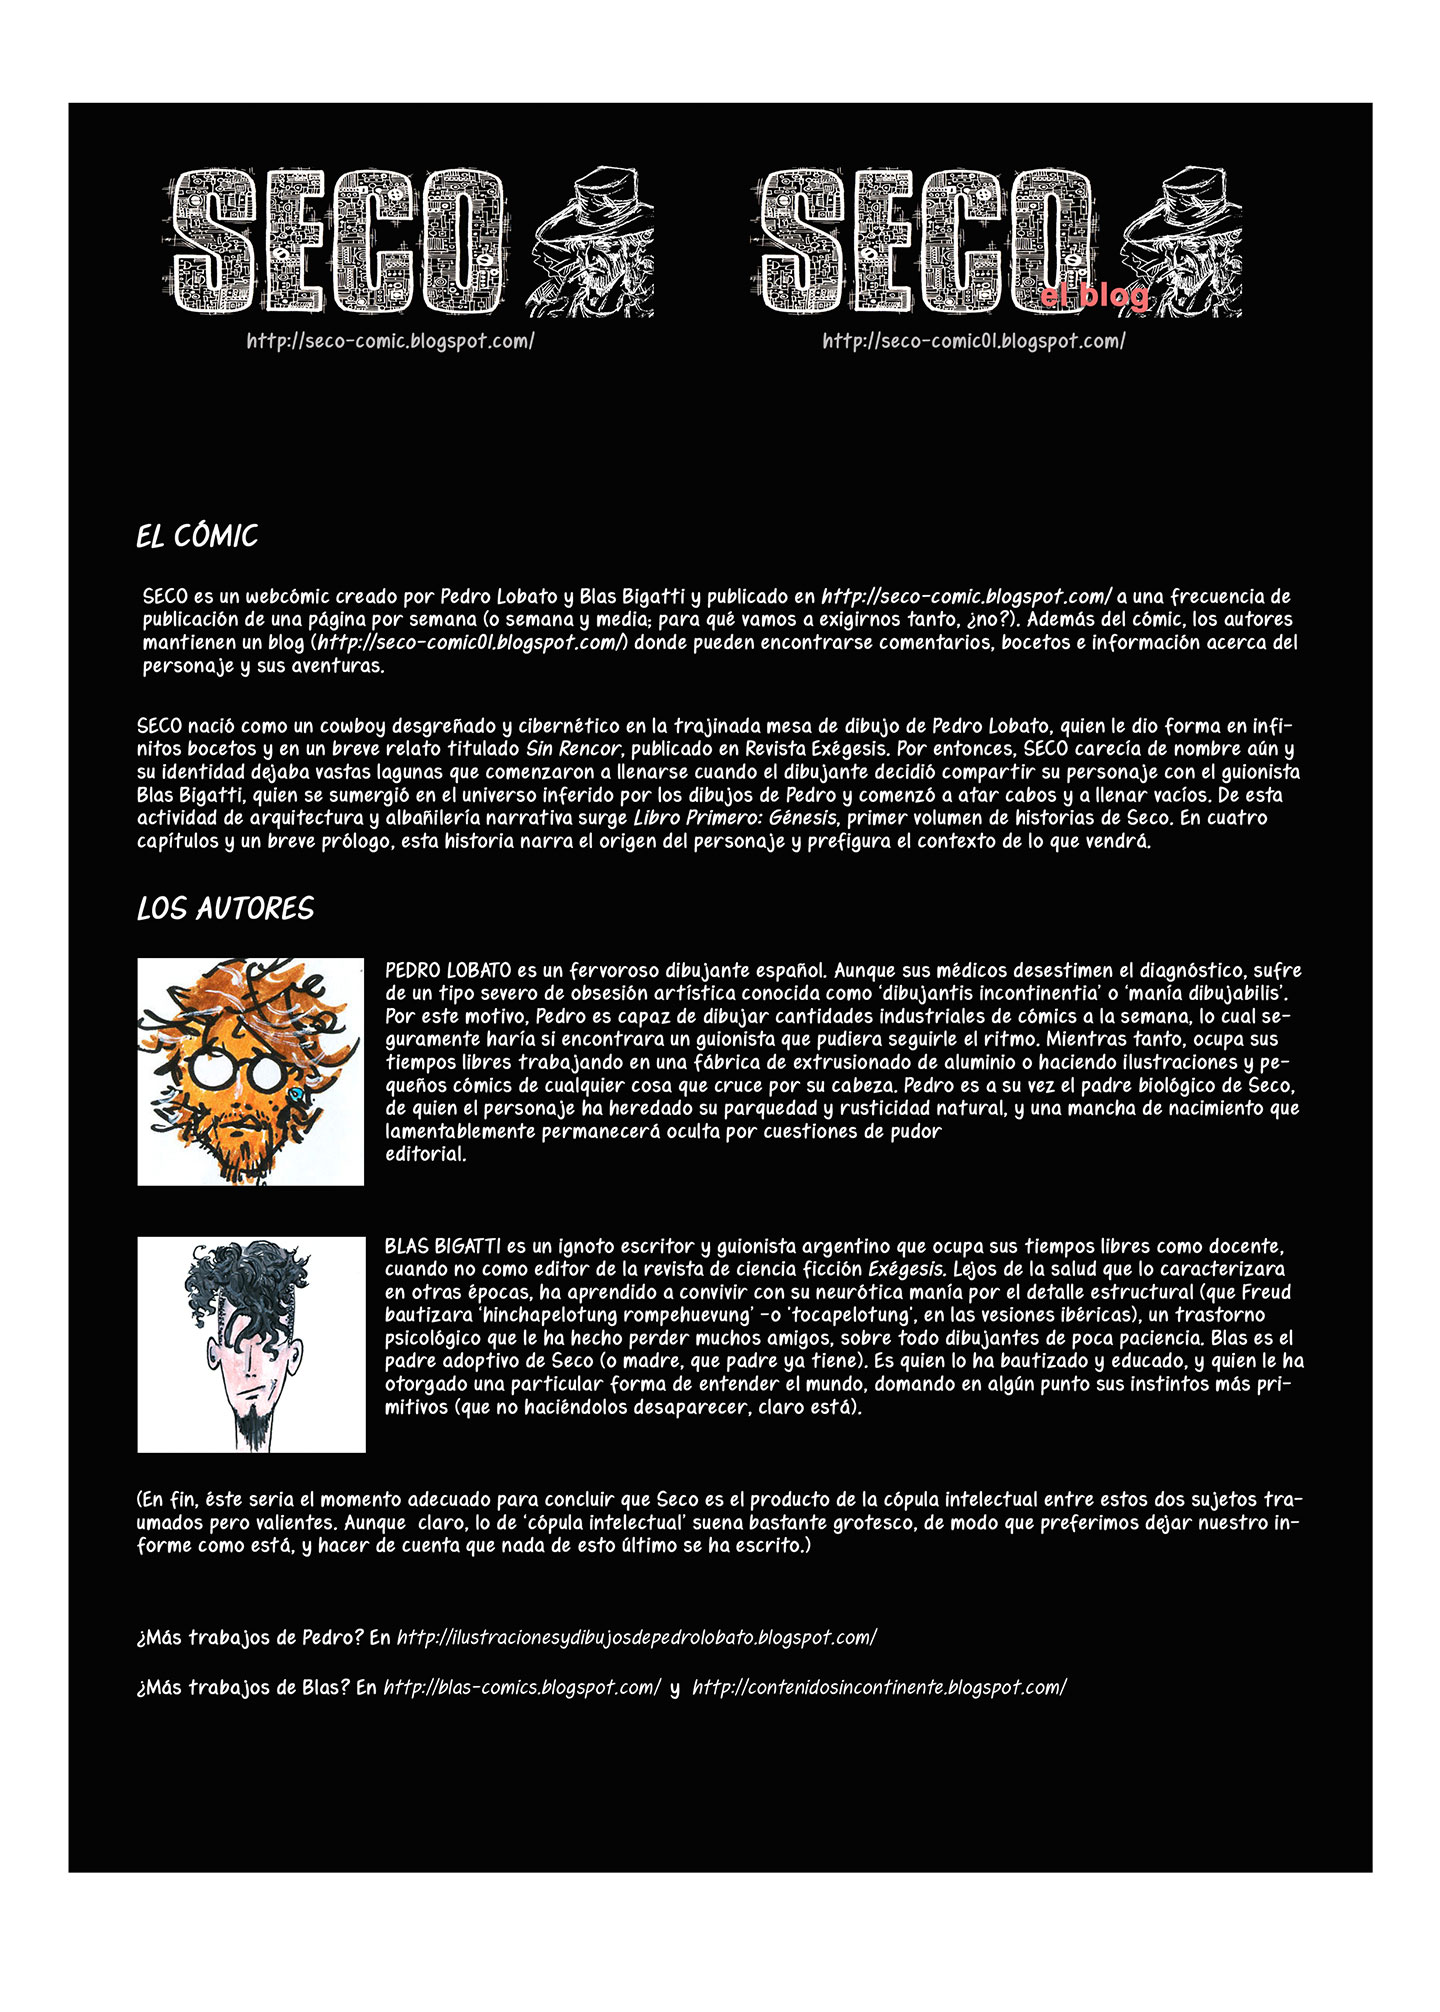 SECO
SECO
el blog
http://seco-comic.blogspot.com/
http://seco-comic01.blogspot.com/
EL CÓMIC
SECO es un webcómic creado por Pedro Lobato y Blas Bigatti y publicado en http://seco-comic.blogspot.com/ a una frecuencia de
publicación de una página por semana (o semana y media; para qué vamos a exigirnos tanto, ¿no?). Además del cómic, los autores
mantienen un blog (http://seco-comic01.blogspot.com/) donde pueden encontrarse comentarios, bocetos e información acerca del
personaje y sus aventuras.
SECO nació como un cowboy desgreñado y cibernético en la trajinada mesa de dibujo de Pedro Lobato, quien le dio forma en infi-
nitos bocetos y en un breve relato titulado Sin Rencor, publicado en Revista Exégesis. Por entonces, SECO carecía de nombre aún y
su identidad dejaba vastas lagunas que comenzaron a llenarse cuando el dibujante decidió compartir su personaje con el guionista
Blas Bigatti, quien se sumergió en el universo inferido por los dibujos de Pedro y comenzó a atar cabos y a llenar vacíos. De esta
actividad de arquitectura y albañilería narrativa surge Libro Primero: Génesis, primer volumen de historias de Seco. En cuatro
capítulos y un breve prólogo, esta historia narra el origen del personaje y prefigura el contexto de lo que vendrá.
LOS AUTORES
PEDRO LOBATO es un fervoroso dibujante español. Aunque sus médicos desestimen el diagnóstico, sufre
de un tipo severo de obsesión artística conocida como ‘dibujantis incontinentia’ o ‘manía dibujabilis’.
Por este motivo, Pedro es capaz de dibujar cantidades industriales de cómics a la semana, lo cual se-
guramente haría si encontrara un guionista que pudiera seguirle el ritmo. Mientras tanto, ocupa sus
tiempos libres trabajando en una fábrica de extrusionado de aluminio o haciendo ilustraciones y pe-
queños cómics de cualquier cosa que cruce por su cabeza. Pedro es a su vez el padre biológico de Seco,
de quien el personaje ha heredado su parquedad y rusticidad natural, y una mancha de nacimiento que
lamentablemente permanecerá oculta por cuestiones de pudor
editorial.
BLAS BIGATTI es un ignoto escritor y guionista argentino que ocupa sus tiempos libres como docente,
cuando no como editor de la revista de ciencia ficción Exégesis. Lejos de la salud que lo caracterizara
en otras épocas, ha aprendido a convivir con su neurótica manía por el detalle estructural (que Freud
bautizara ‘hinchapelotung rompehuevung’ –o ‘tocapelotung’, en las vesiones ibéricas), un trastorno
psicológico que le ha hecho perder muchos amigos, sobre todo dibujantes de poca paciencia. Blas es el
padre adoptivo de Seco (o madre, que padre ya tiene). Es quien lo ha bautizado y educado, y quien le ha
otorgado una particular forma de entender el mundo, domando en algún punto sus instintos más pri-
mitivos (que no haciéndolos desaparecer, claro está).
(En fin, éste seria el momento adecuado para concluir que Seco es el producto de la cópula intelectual entre estos dos sujetos tra-
umados pero valientes. Aunque claro, lo de ‘cópula intelectual’ suena bastante grotesco, de modo que preferimos dejar nuestro in-
forme como está, y hacer de cuenta que nada de esto último se ha escrito.)
¿Más trabajos de Pedro? En http://ilustracionesydibujosdepedrolobato.blogspot.com/
¿Más trabajos de Blas? En http://blas-comics.blogspot.com/ y http://contenidosincontinente.blogspot.com/